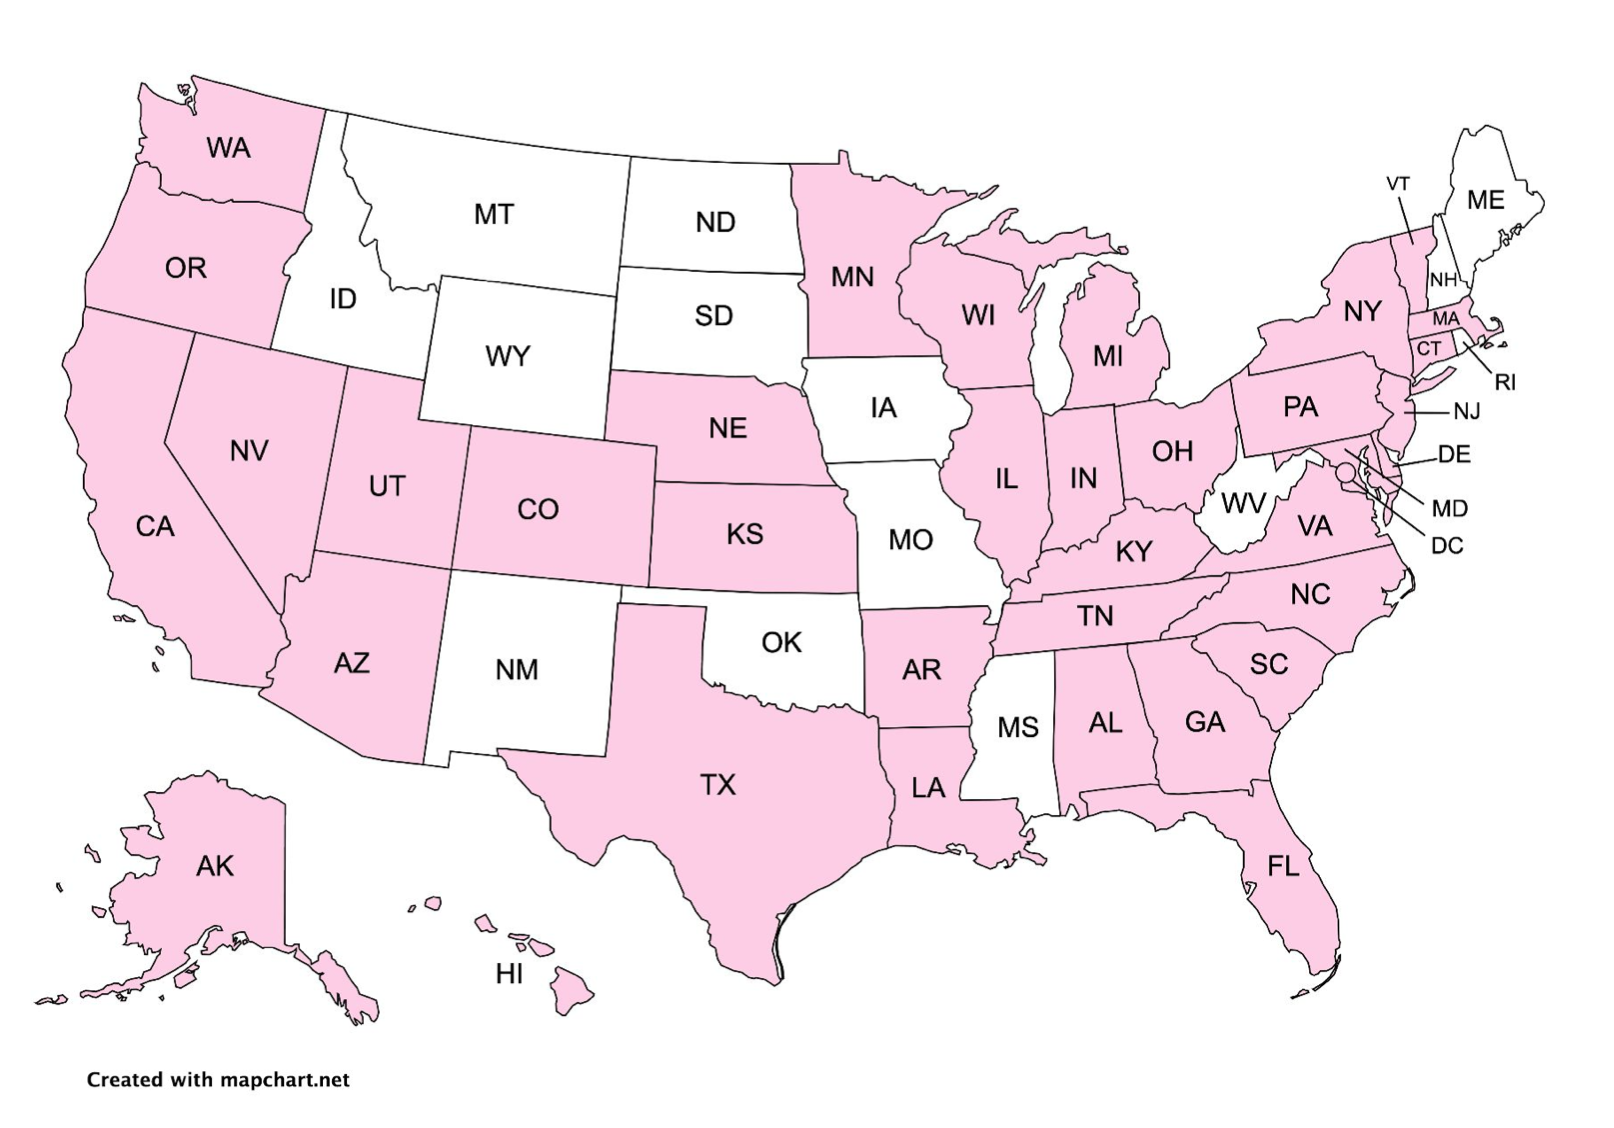 WA
MT
ND
MN
VT
ME
OR
ID
SD
WI
NH
NY
MA
WY
MI
CT
RI
IA
NE
PA
NJ
NV
UT
CO
IL
IN
OH
DE
CA
KS
MO
WV
VA
MD
KY
DC
AZ
NM
OK
AR
TN
NC
SC
TX
LA
MS
AL
GA
AK
FL
HI
Created with mapchart.net